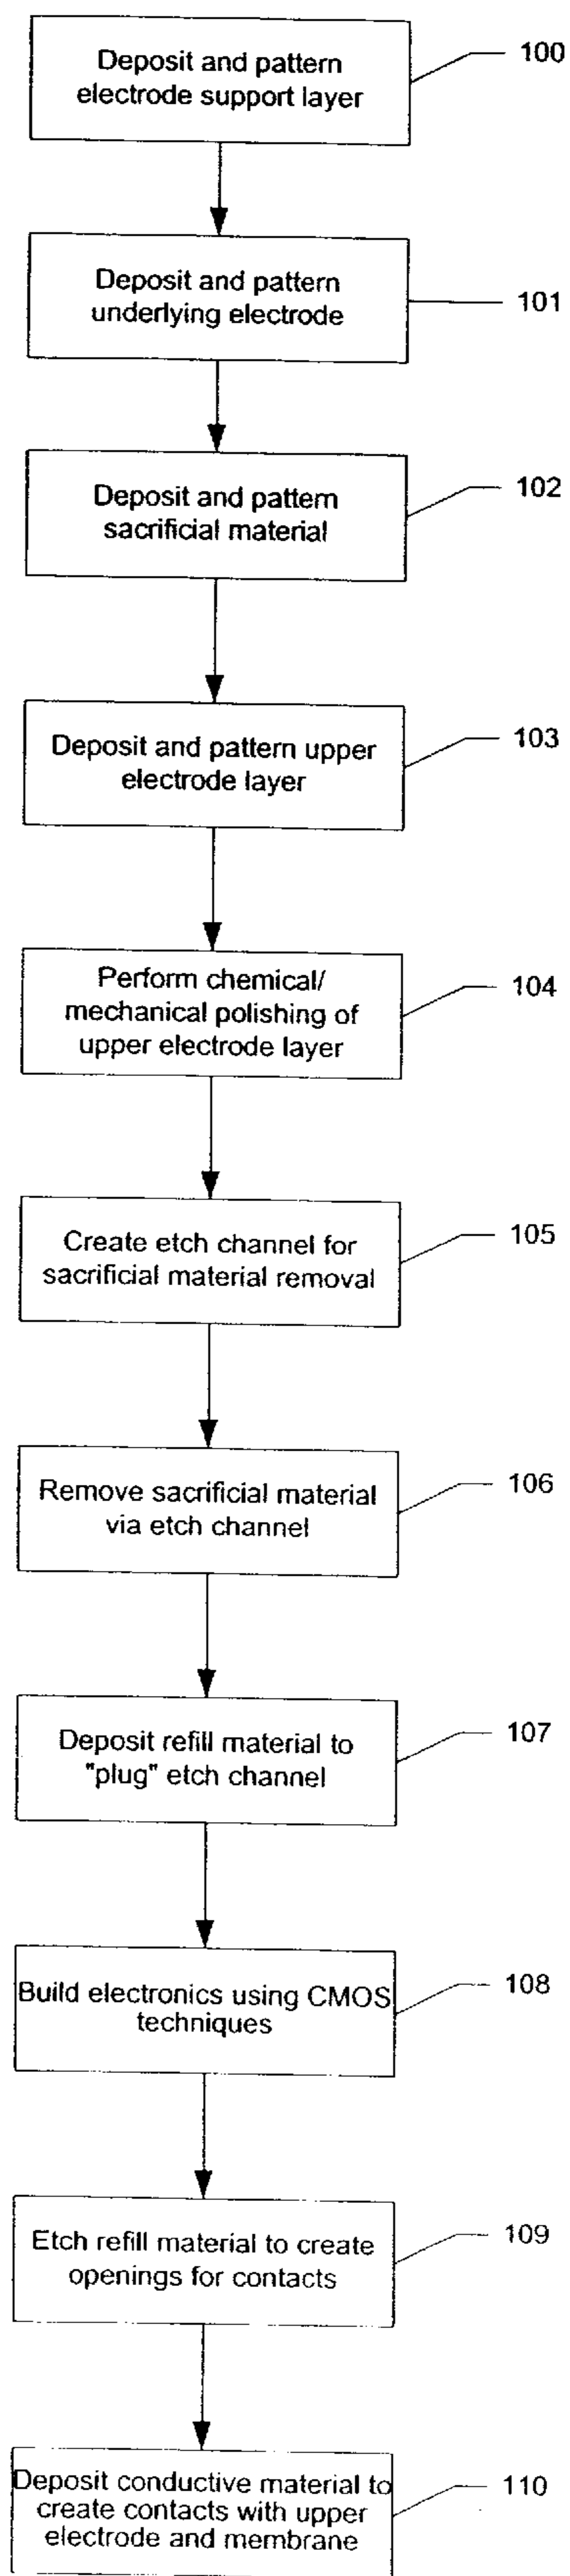 Deposit and pattern
electrode support layer
100
Deposit and pattern
underlying electrode
101
Deposit and pattern
sacrificial material
102
Deposit and pattern upper
electrode layer
103
Perform chemical/
mechanical polishing of
upper electrode layer
104
Create etch channel for
sacrificial material removal
105
Remove sacrificial material
via etch channel
106
Deposit refill material to
"plug" etch channel
107
Build electronics using CMOS
techniques
108
Etch refill material to create
openings for contacts
109
Deposit conductive material to
create contacts with upper
electrode and membrane
110